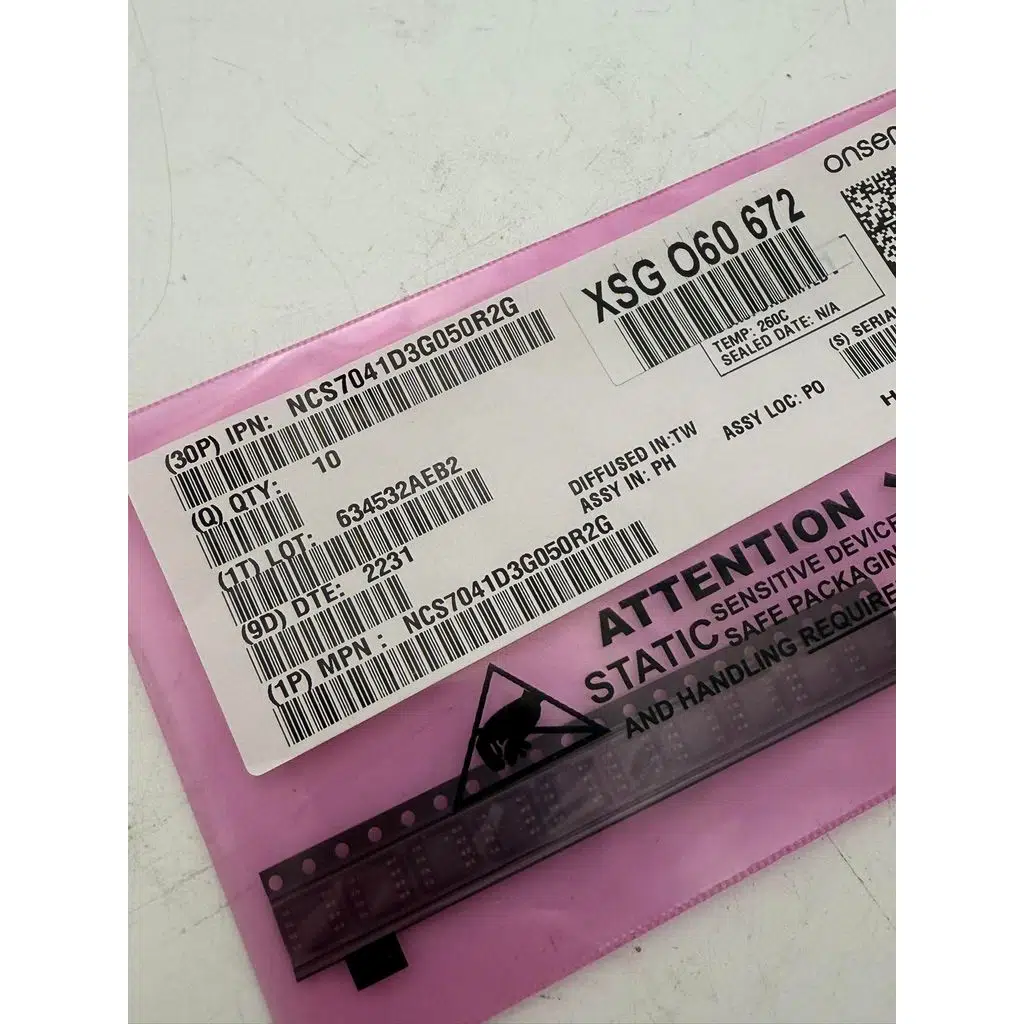 onsem
XSG O60 672
TEMP: 260C
SEALED DATE: N/A
(S) SERIAL
(30P) IPN: NCS7041D3G050R2G
(Q) QTY: 10
(1T) LOT: 634532AEB2
DIFFUSED IN:TW
ASSY IN: PH
ASSY LOC: PO
H
(9D) DTE: 2231
(1P) MPN : NCS7041D3G050R2G
ATTENTION
STATIC SENSITIVE DEVICE
SAFE PACKAGIN
AND HANDLING REQUIRE